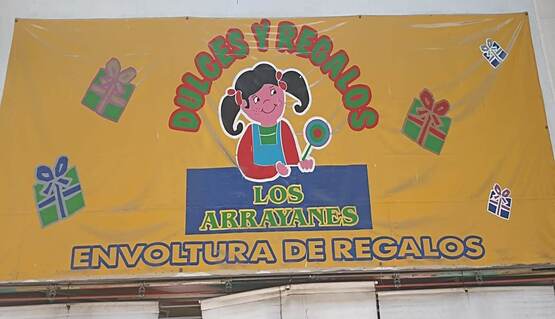 DULCES Y REGALOS
LOS
ARRAYANES
ENVOLTURA DE REGALOS